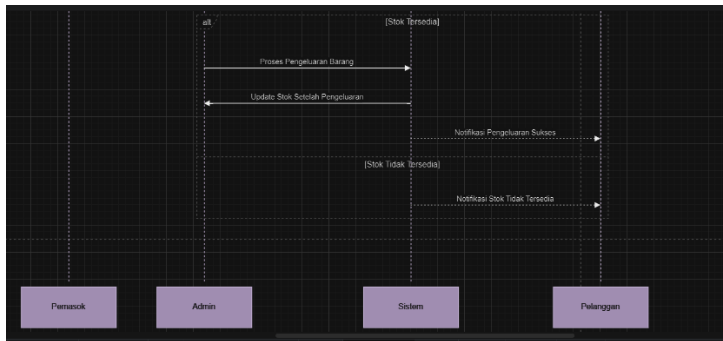 alt
[Stok Tersedia]
Proses Pengeluaran Barang
Update Stok Setelah Pengeluaran
Notifikasi Pengeluaran Sukses
[Stok Tidak Tersedia]
Notifikasi Stok Tidak Tersedia
Pemasok
Admin
Sistem
Pelanggan